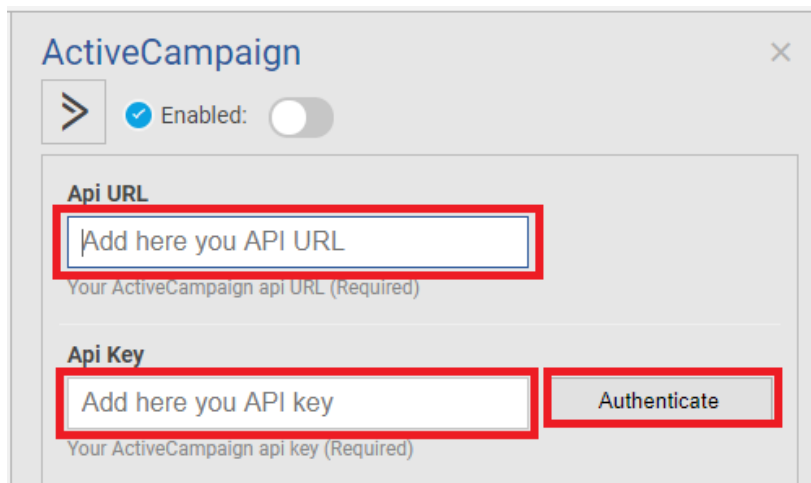 ActiveCampaign
Enabled:
Api URL
Add here you API URL
Your ActiveCampaign api URL (Required)
Api Key
Add here you API key
Authenticate
Your ActiveCampaign api key (Required)